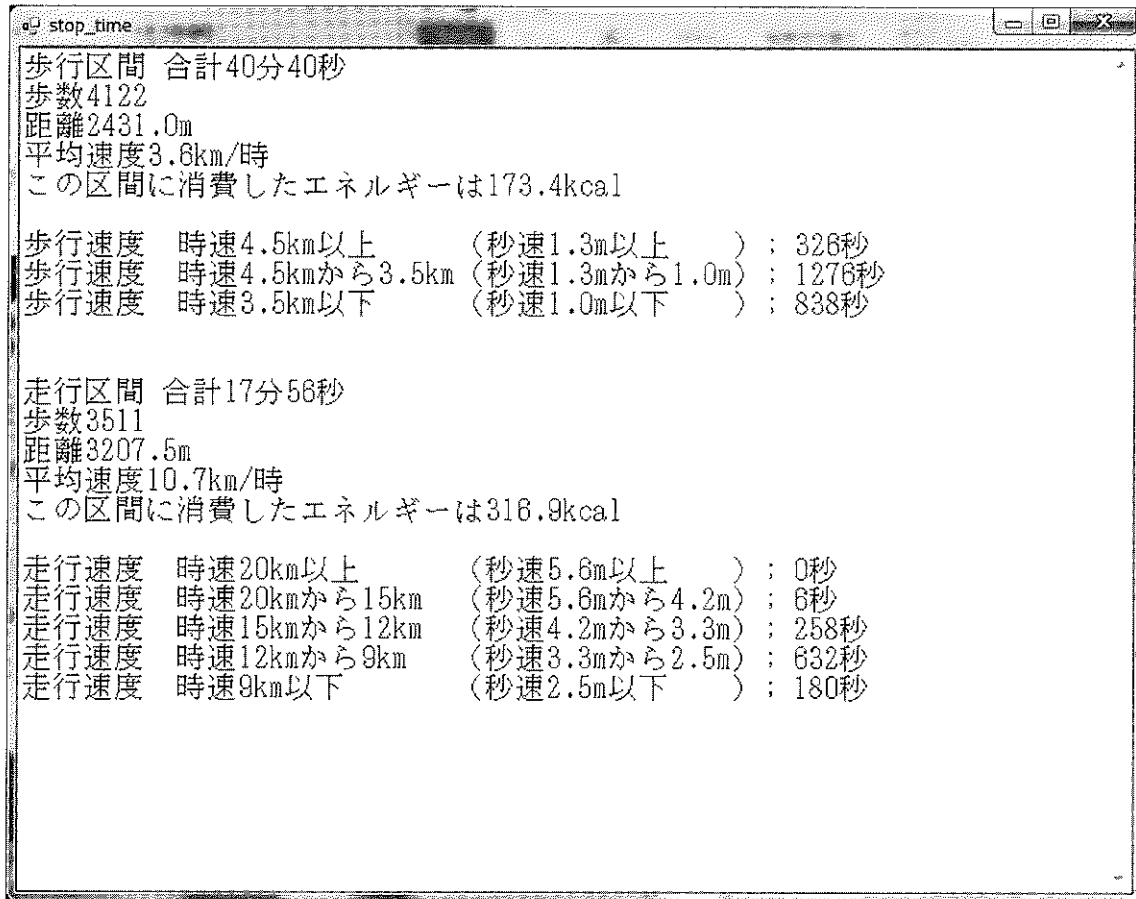 stop_time
歩行区間 合計40分40秒
歩数4122
距離2431.0m
平均速度3.6km/時
この区間に消費したエネルギーは173.4kcal
歩行速度 時速4.5km以上 (秒速1.3m以上 ) ; 326秒
歩行速度 時速4.5kmから3.5km (秒速1.3mから1.0m) ; 1276秒
歩行速度 時速3.5km以下 (秒速1.0m以下 ) ; 838秒
走行区間 合計17分56秒
歩数3511
距離3207.5m
平均速度10.7km/時
この区間に消費したエネルギーは316.9kcal
走行速度 時速20km以上 (秒速5.6m以上 ) ; 0秒
走行速度 時速20kmから15km (秒速5.6mから4.2m) ; 6秒
走行速度 時速15kmから12km (秒速4.2mから3.3m) ; 258秒
走行速度 時速12kmから9km (秒速3.3mから2.5m) ; 632秒
走行速度 時速9km以下 (秒速2.5m以下 ) ; 180秒